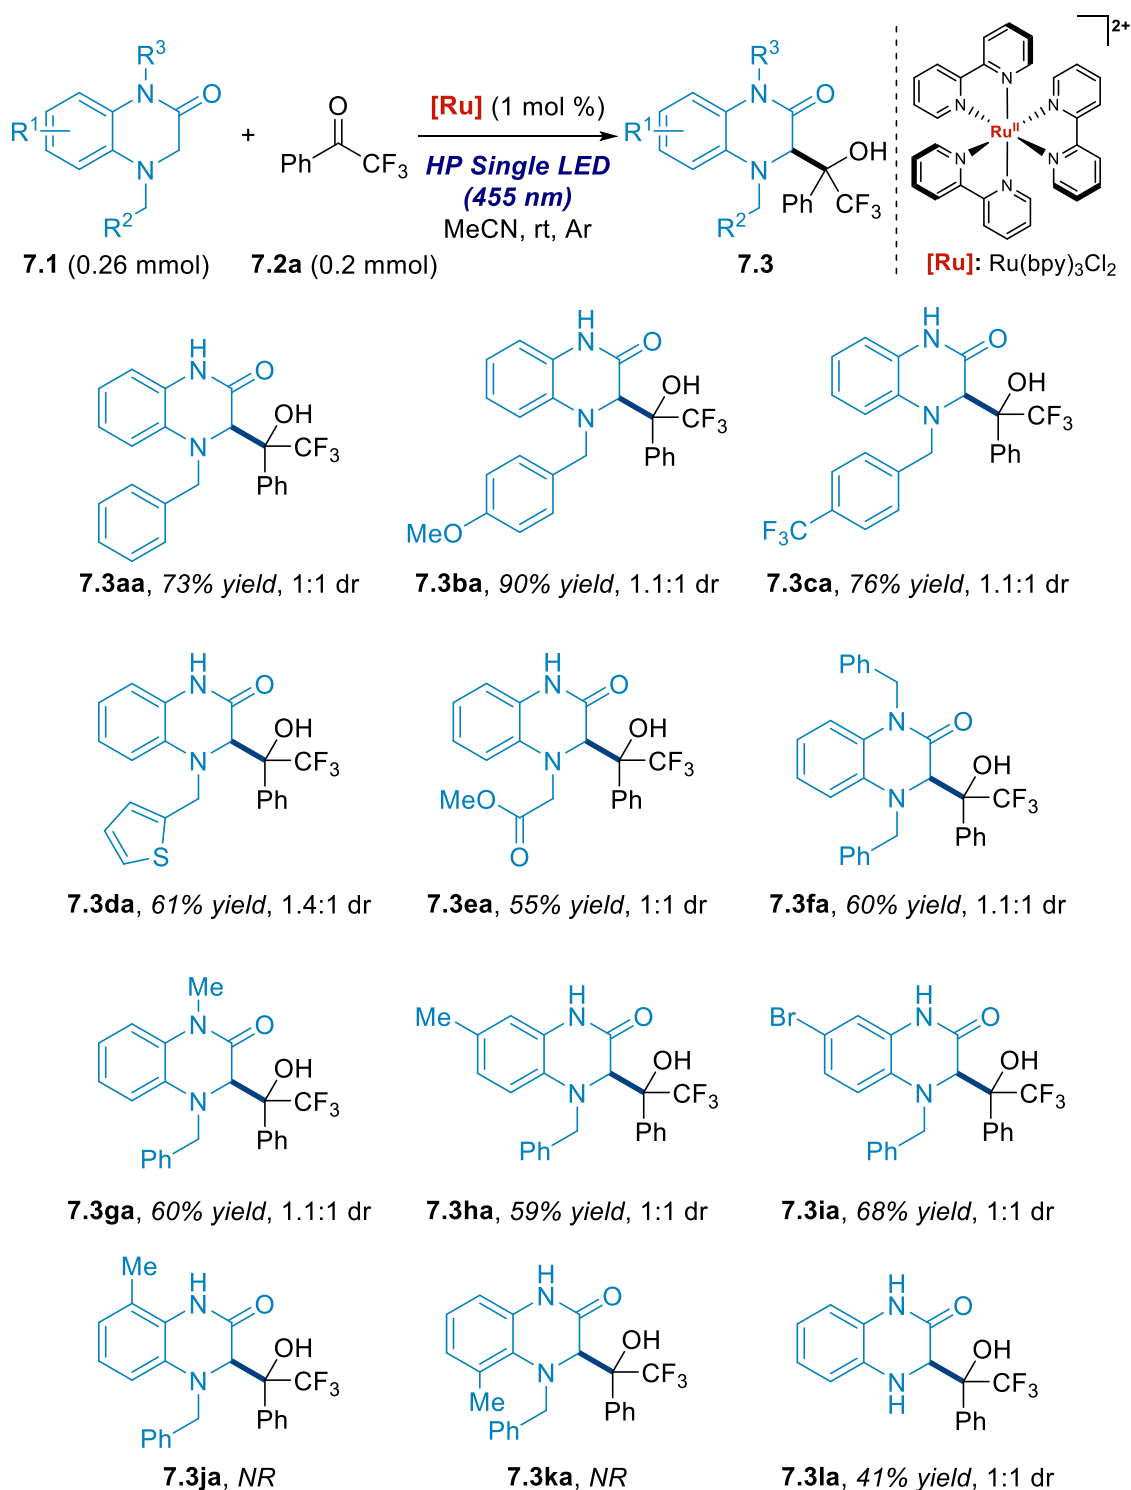 R³
N
O
R¹
N
R²
+
O
Ph
CF₃
[Ru] (1 mol %)
HP Single LED
(455 nm)
MeCN, rt, Ar
R³
N
O
R¹
N
OH
R²
Ph
CF₃
]2+
N
N
N
Ruᴵᴵ
N
N
N
7.1 (0.26 mmol)
7.2a (0.2 mmol)
7.3
[Ru]: Ru(bpy)₃Cl₂
H
N
O
OH
N
CF₃
Ph
7.3aa, 73% yield, 1:1 dr
H
N
O
OH
N
CF₃
Ph
MeO
7.3ba, 90% yield, 1.1:1 dr
H
N
O
OH
N
CF₃
Ph
F₃C
7.3ca, 76% yield, 1.1:1 dr
H
N
O
OH
N
CF₃
Ph
S
7.3da, 61% yield, 1.4:1 dr
H
N
O
OH
N
CF₃
Ph
MeO
O
7.3ea, 55% yield, 1:1 dr
Ph
N
O
OH
N
CF₃
Ph
Ph
7.3fa, 60% yield, 1.1:1 dr
Me
N
O
OH
N
CF₃
Ph
Ph
7.3ga, 60% yield, 1.1:1 dr
Me
H
N
O
OH
N
CF₃
Ph
Ph
7.3ha, 59% yield, 1:1 dr
Br
H
N
O
OH
N
CF₃
Ph
Ph
7.3ia, 68% yield, 1:1 dr
Me
H
N
O
OH
N
CF₃
Ph
Ph
7.3ja, NR
H
N
O
OH
N
CF₃
Me
Ph
Ph
7.3ka, NR
H
N
O
OH
N
H
CF₃
Ph
7.3la, 41% yield, 1:1 dr